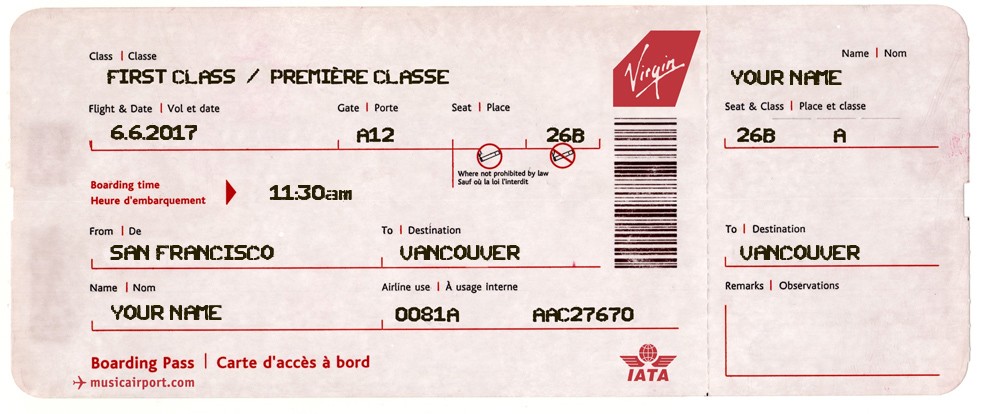 Class | Classe
FIRST CLASS / PREMIÈRE CLASSE
Flight & Date | Vol et date
Gate | Porte
Seat | Place
6.6.2017
A12
26B
Where not prohibited by law
Sauf où la loi l'interdit
Boarding time
Heure d'embarquement
11:30am
From | De
To | Destination
SAN FRANCISCO
VANCOUVER
Name | Nom
Airline use | À usage interne
YOUR NAME
0081A
AAC27670
Boarding Pass | Carte d'accès à bord
musicairport.com
Virgin
IATA
Name | Nom
YOUR NAME
Seat & Class | Place et classe
26B
A
To | Destination
VANCOUVER
Remarks | Observations